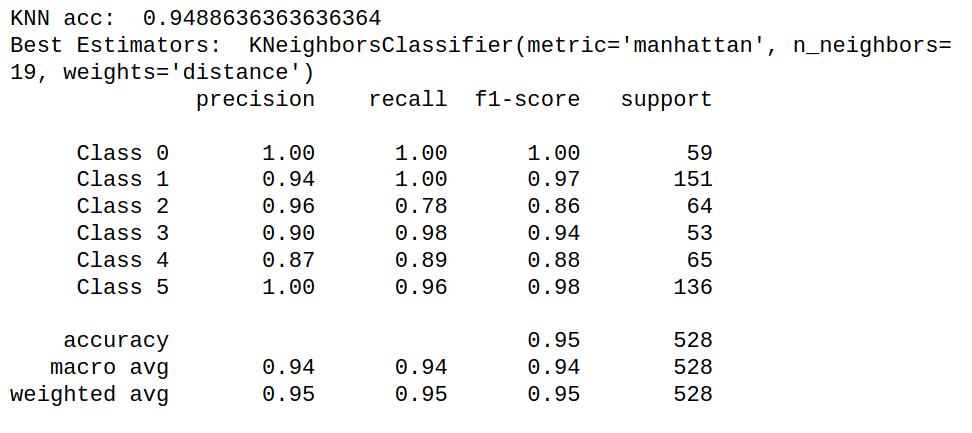 KNN acc:  0.9488636363636364
Best Estimators:  KNeighborsClassifier(metric='manhattan', n_neighbors=
19, weights='distance')
              precision    recall  f1-score   support

     Class 0       1.00      1.00      1.00        59
     Class 1       0.94      1.00      0.97       151
     Class 2       0.96      0.78      0.86        64
     Class 3       0.90      0.98      0.94        53
     Class 4       0.87      0.89      0.88        65
     Class 5       1.00      0.96      0.98       136

    accuracy                           0.95       528
   macro avg       0.94      0.94      0.94       528
weighted avg       0.95      0.95      0.95       528